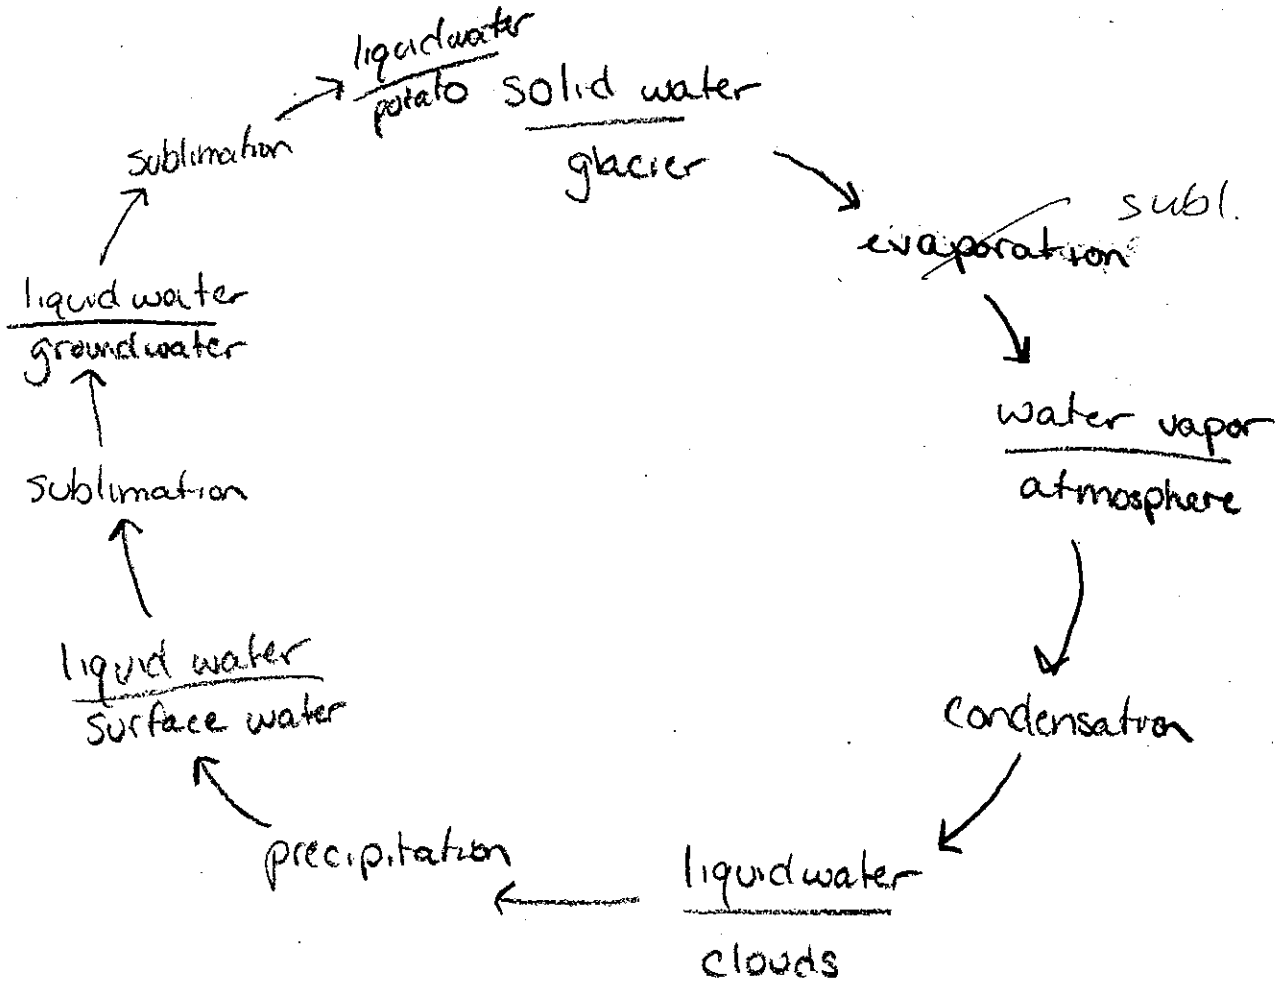 liquid water
potato
solid water
glacier
evaporation
subl.
water vapor
atmosphere
condensation
liquid water
clouds
precipitation
liquid water
surface water
sublimation
liquid water
groundwater
sublimation